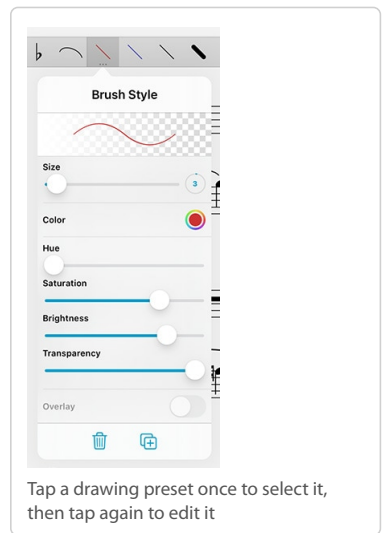 Brush Style
Size
3
Color
Hue
Saturation
Brightness
Transparency
Overlay
Tap a drawing preset once to select it,
then tap again to edit it